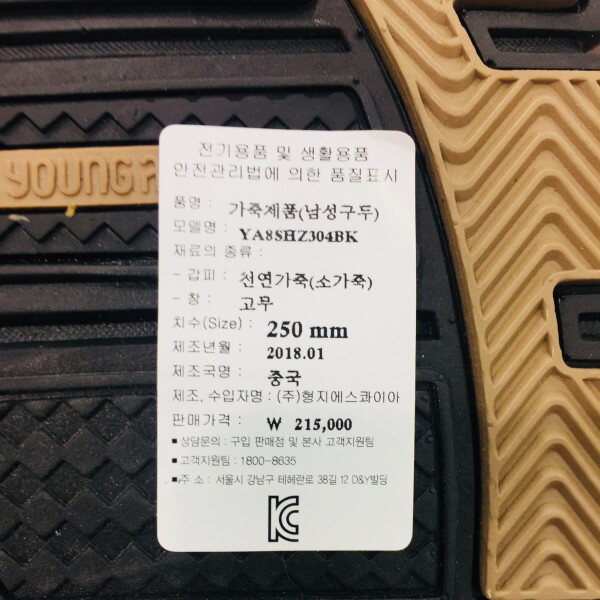 YOUNG
전기용품 및 생활용품
안전관리법에 의한 품질표시
품명 : 가죽제품(남성구두)
모델명 : YA8SHZ304BK
재료의 종류 :
- 갑피 : 천연가죽(소가죽)
- 창 : 고무
치수(Size) : 250 mm
제조년월 : 2018.01
제조국명 : 중국
제조, 수입자명 : (주)형지에스콰이아
판매가격 : ₩ 215,000
■상담문의 : 구입 판매점 및 본사 고객지원팀
■고객지원팀 : 1800-8635
■주 소 : 서울시 강남구 테헤란로 38길 12 D&Y빌딩
KC